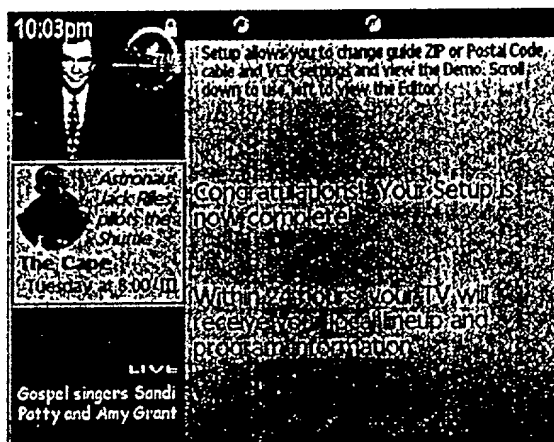 10:03pm
Setup allows you to change guide ZIP or Postal Code,
cable and VCR settings and view the Demo. Scroll
down to use, left to view the Editor.
Astronaut
Jack Riles
pilots the
Shuttle
The Cape
Tuesday at 8:00
Congratulations! Your Setup is
now complete!
Within 24 hours, your TV will
receive your local lineup and
program information
LIVE
Gospel singers Sandi
Patty and Amy Grant